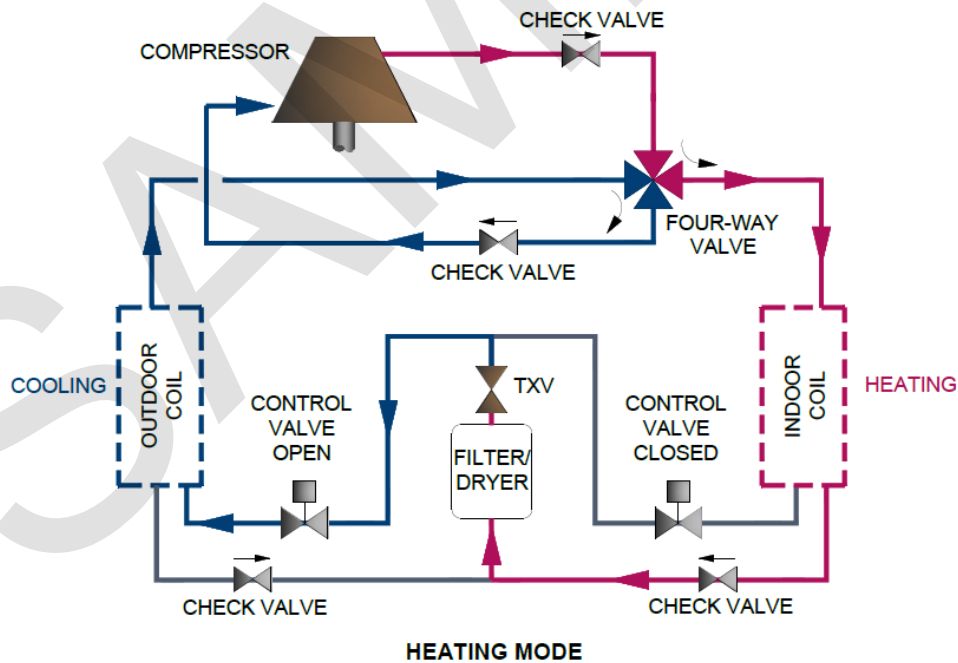 CHECK VALVE
COMPRESSOR
FOUR-WAY
VALVE
CHECK VALVE
COOLING
OUTDOOR
COIL
CONTROL
VALVE
OPEN
TXV
FILTER/
DRYER
CONTROL
VALVE
CLOSED
INDOOR
COIL
HEATING
CHECK VALVE
CHECK VALVE
HEATING MODE